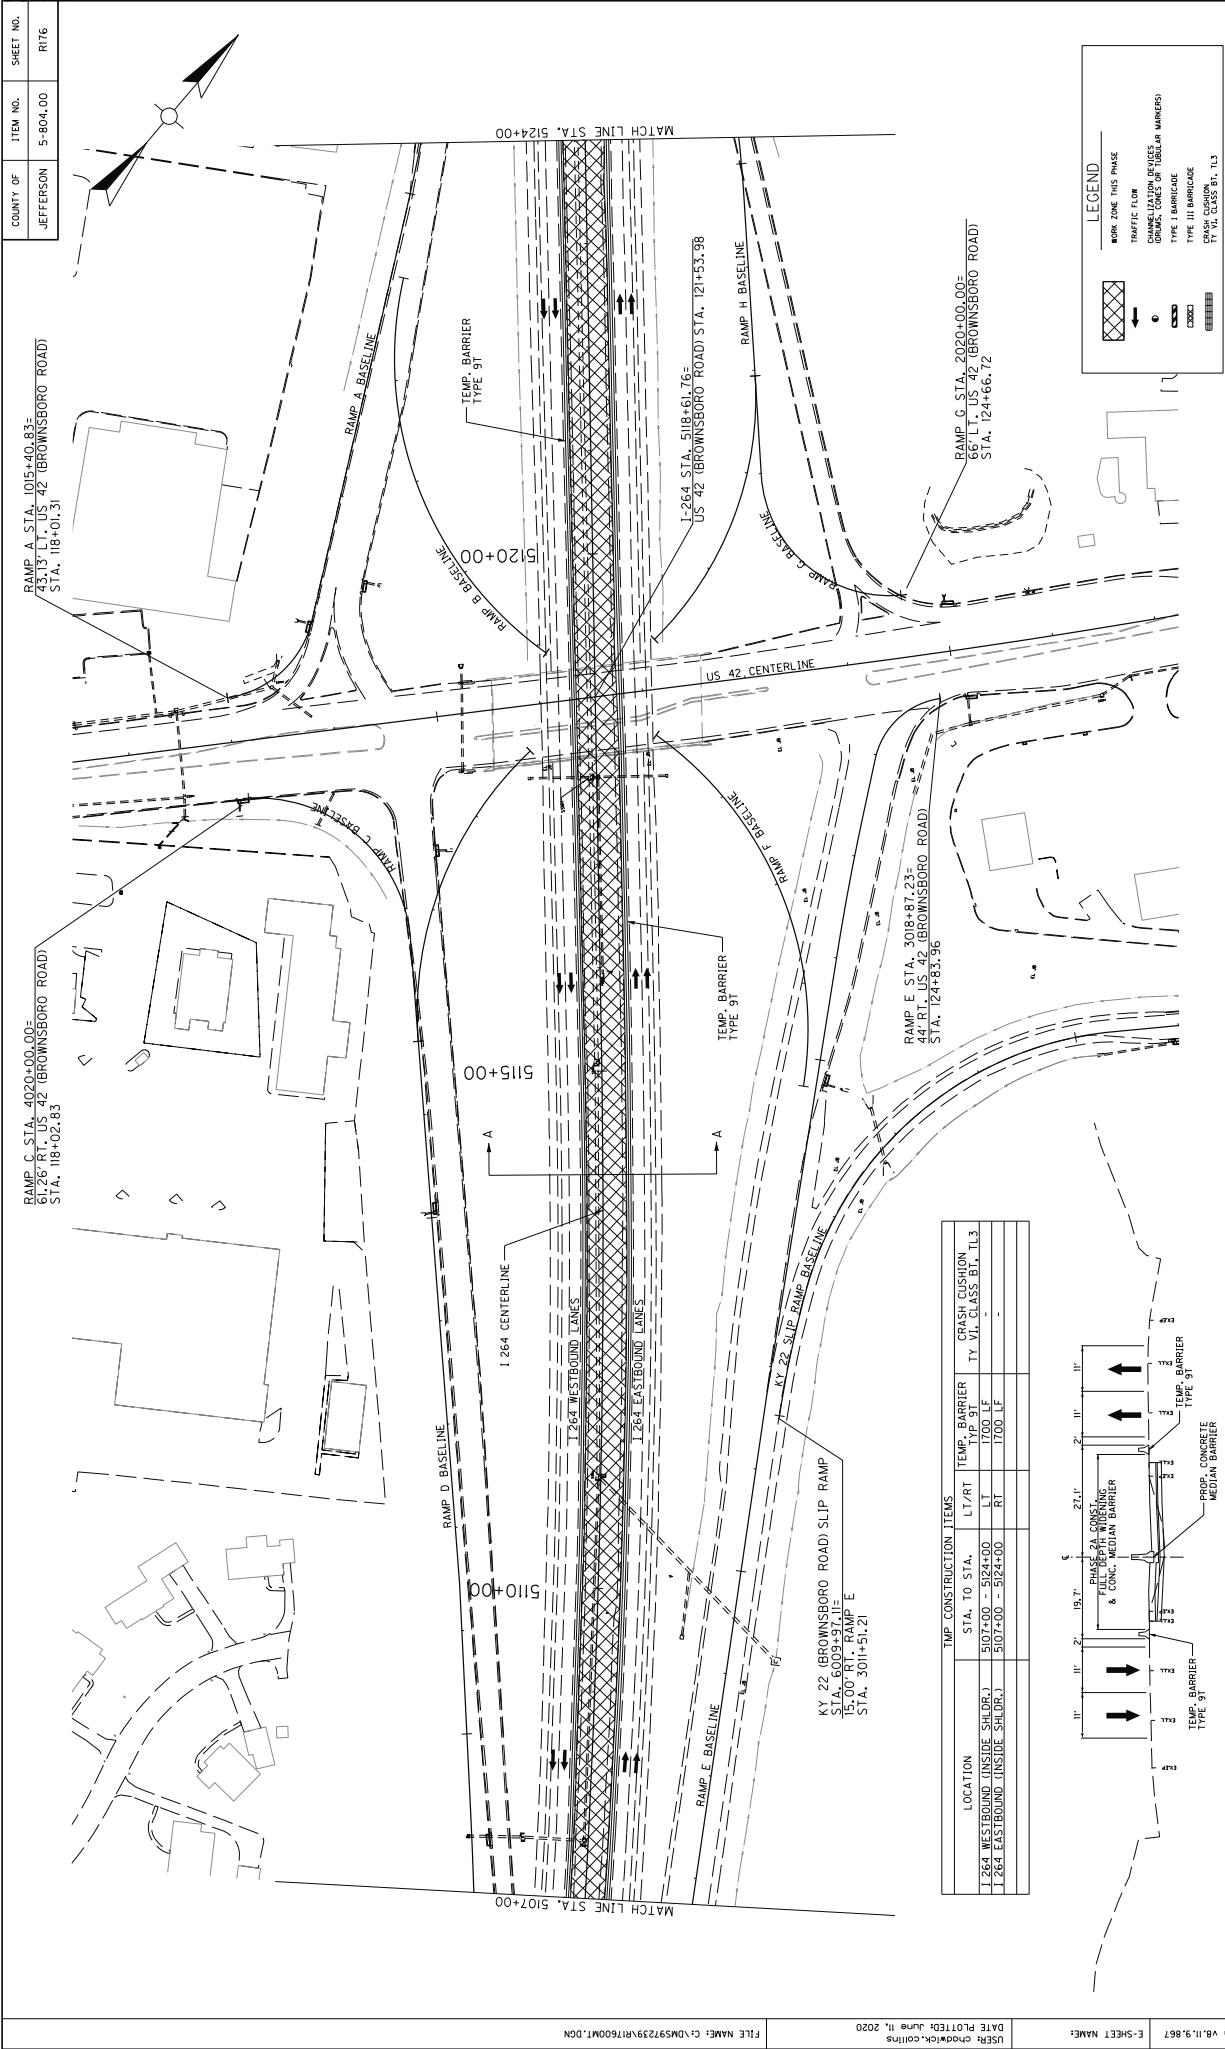 COUNTY OF
ITEM NO.
SHEET NO.
JEFFERSON
5-804.00
R176
RAMP A STA. 1015+40.83=
43.13' LT. US 42 (BROWNSBORO ROAD)
STA. 118+01.31
RAMP C STA. 4020+00.00=
61.26' RT. US 42 (BROWNSBORO ROAD)
STA. 118+02.83
MATCH LINE STA. 5107+00
MATCH LINE STA. 5124+00
RAMP A BASELINE
RAMP B BASELINE
RAMP C BASELINE
RAMP D BASELINE
TEMP. BARRIER
TYPE 9T
5110+00
5115+00
5120+00
I 264 CENTERLINE
A
A
I 264 WESTBOUND LANES
I 264 EASTBOUND LANES
TEMP. BARRIER
TYPE 9T
I-264 STA. 5118+61.76=
US 42 (BROWNSBORO ROAD) STA. 121+53.98
US 42 CENTERLINE
RAMP E BASELINE
RAMP F BASELINE
RAMP G BASELINE
RAMP H BASELINE
KY 22 SLIP RAMP BASELINE
KY 22 (BROWNSBORO ROAD) SLIP RAMP
STA. 6009+97.11=
15.00' RT. RAMP E
STA. 3011+51.21
RAMP E STA. 3018+87.23=
44' RT. US 42 (BROWNSBORO ROAD)
STA. 124+83.96
RAMP G STA. 2020+00.00=
66' LT. US 42 (BROWNSBORO ROAD)
STA. 124+66.72
TMP CONSTRUCTION ITEMS
LOCATION
STA. TO STA.
LT/RT
TEMP. BARRIER
TYP 9T
CRASH CUSHION
TY VI, CLASS BT, TL3
I 264 WESTBOUND (INSIDE SHLDR.) 5107+00 - 5124+00 LT 1700 LF -
I 264 EASTBOUND (INSIDE SHLDR.) 5107+00 - 5124+00 RT 1700 LF -
11' 11' 2' 19.7' 27.1' 2' 11' 11'
PHASE 2A CONST.
FULL DEPTH WIDENING
& CONC. MEDIAN BARRIER
TEMP. BARRIER
TYPE 9T
PROP. CONCRETE
MEDIAN BARRIER
TEMP. BARRIER
TYPE 9T
LEGEND
WORK ZONE THIS PHASE
TRAFFIC FLOW
CHANNELIZATION DEVICES
(DRUMS, CONES OR TUBULAR MARKERS)
TYPE I BARRICADE
TYPE III BARRICADE
CRASH CUSHION
TY VI, CLASS BT, TL3
FILE NAME: C:\DMS97239\R17600MT.DGN
USER: chadwick.collins
DATE PLOTTED: June 11, 2020
E-SHEET NAME:
v8.11.9.867